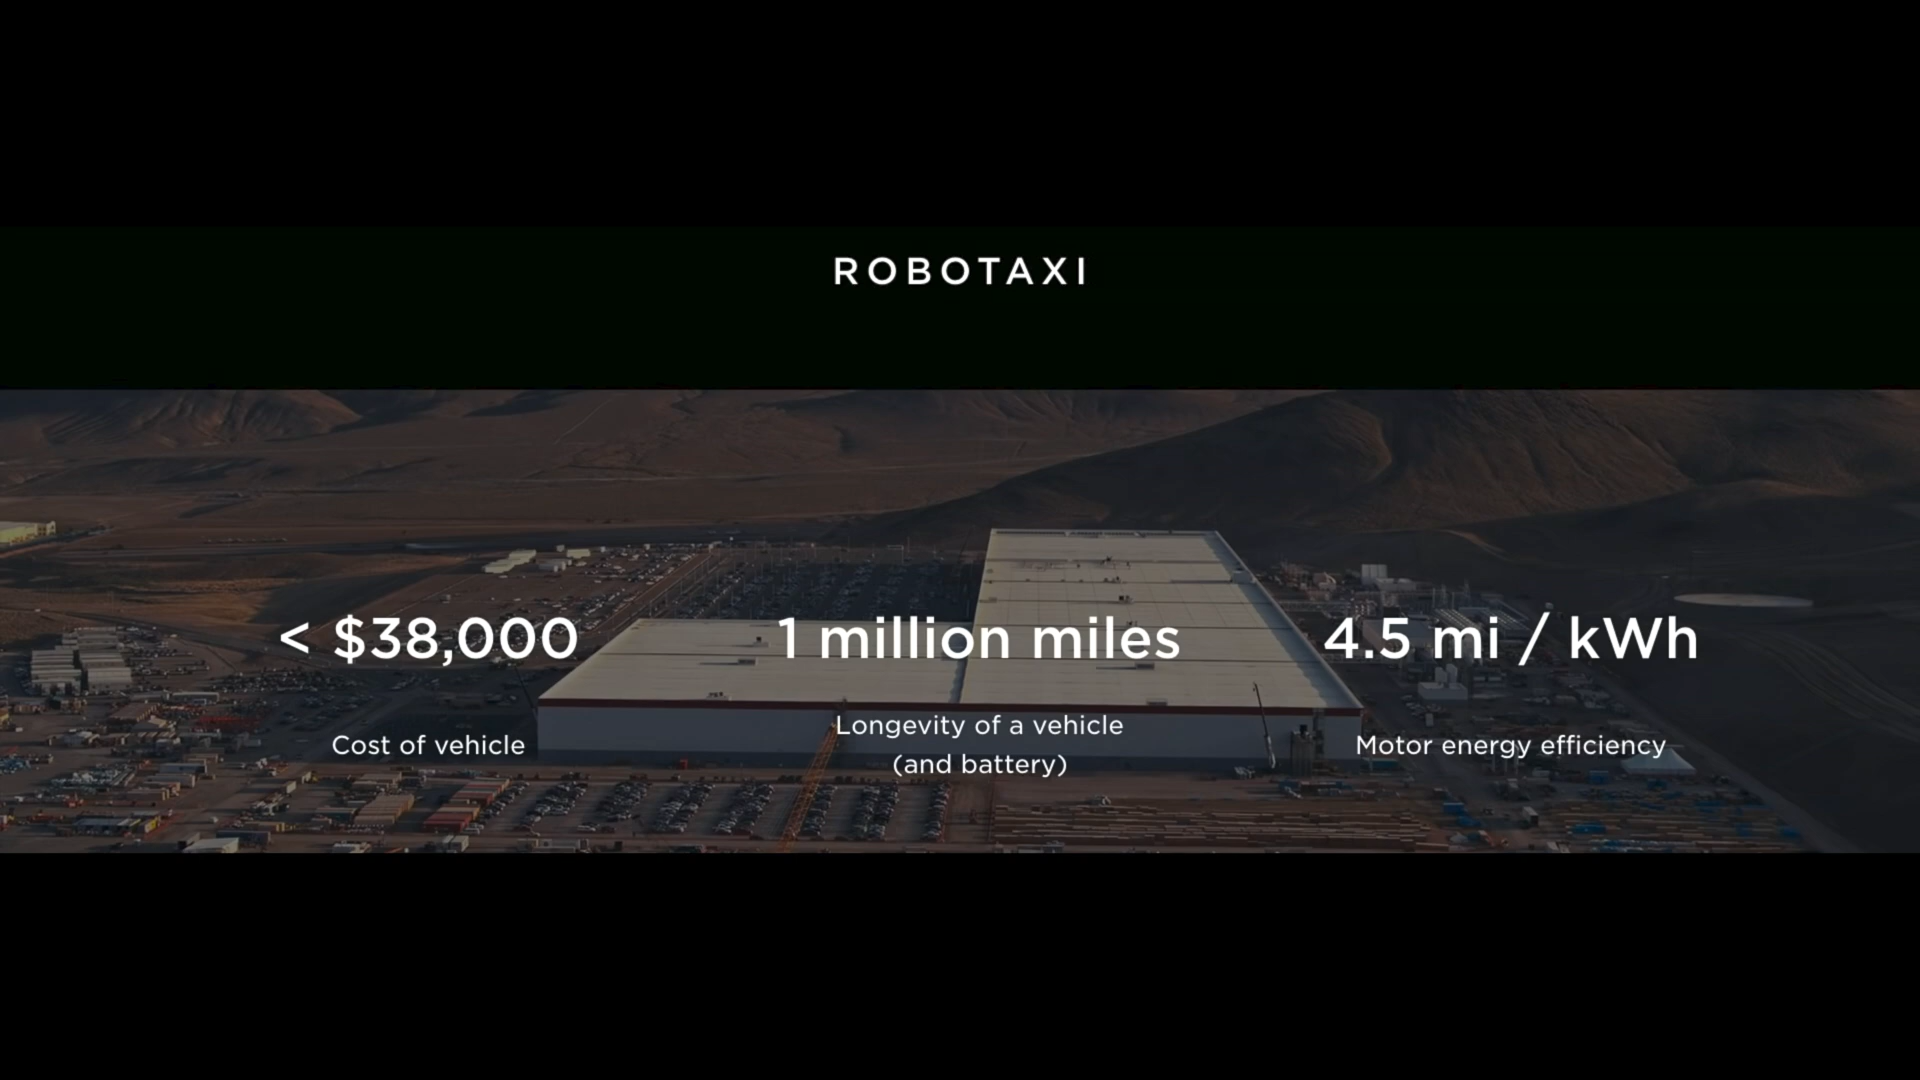 ROBOTAXI
< $38,000
1 million miles
4.5 mi / kWh
Cost of vehicle
Longevity of a vehicle
(and battery)
Motor energy efficiency